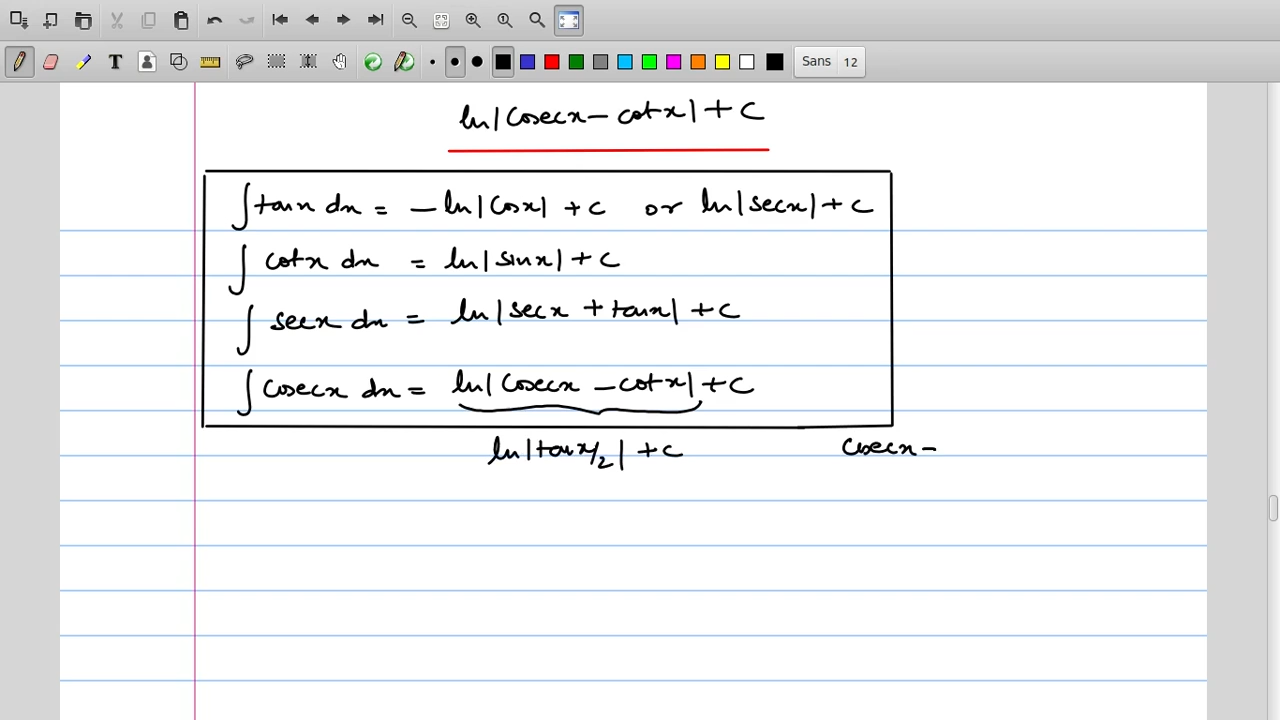 Sans 12
ln|cosecx - cotx| + c
∫tanx dx = -ln|cosx| + c or ln|secx| + c
∫ cotx dx = ln|sinx| + c
∫ secx dx = ln|secx + tanx| + c
∫ cosecx dx = ln|cosecx - cotx| + c
ln|tan x/2| + c cosecx -